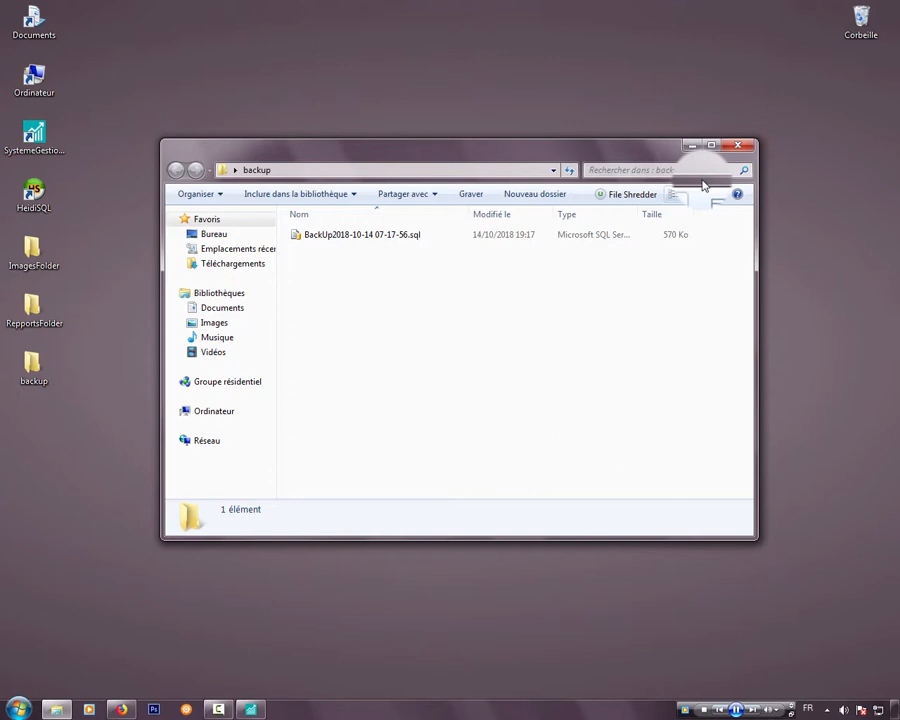 Documents
Corbeille
Ordinateur
SystemeGestio...
HeidiSQL
ImagesFolder
RepportsFolder
backup
backup
Rechercher dans : back
Organiser
Inclure dans la bibliothèque
Partager avec
Graver
Nouveau dossier
File Shredder
Nom
Modifié le
Type
Taille
BackUp2018-10-14 07-17-56.sql
14/10/2018 19:17
Microsoft SQL Ser...
570 Ko
Favoris
Bureau
Emplacements récer
Téléchargements
Bibliothèques
Documents
Images
Musique
Vidéos
Groupe résidentiel
Ordinateur
Réseau
1 élément
Ps
FR